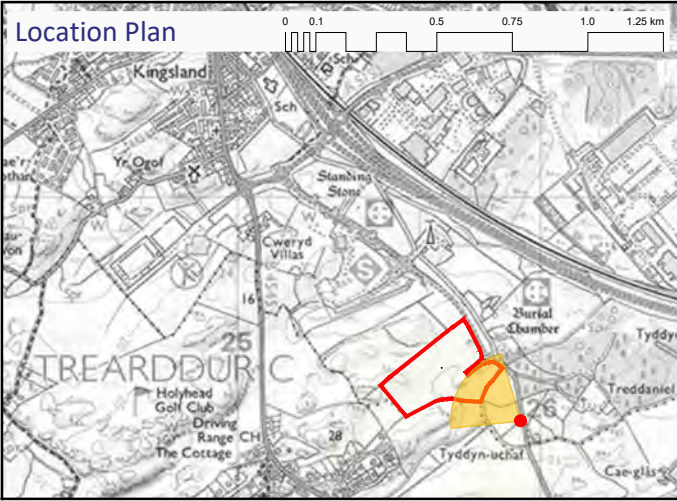 Location Plan
0 0.1 0.5 0.75 1.0 1.25 km
Kingsland
Sch
Sch
Yr Ogof
W
Standing
Stone
W
Cweryd
Villas
S
16
Burial
Chamber
25
TREARDDUR C
Holyhead
Golf Club
Driving
Range CH
The Cottage
28
26
Treddaniel
Tyddyn-uchaf
Cae-glas